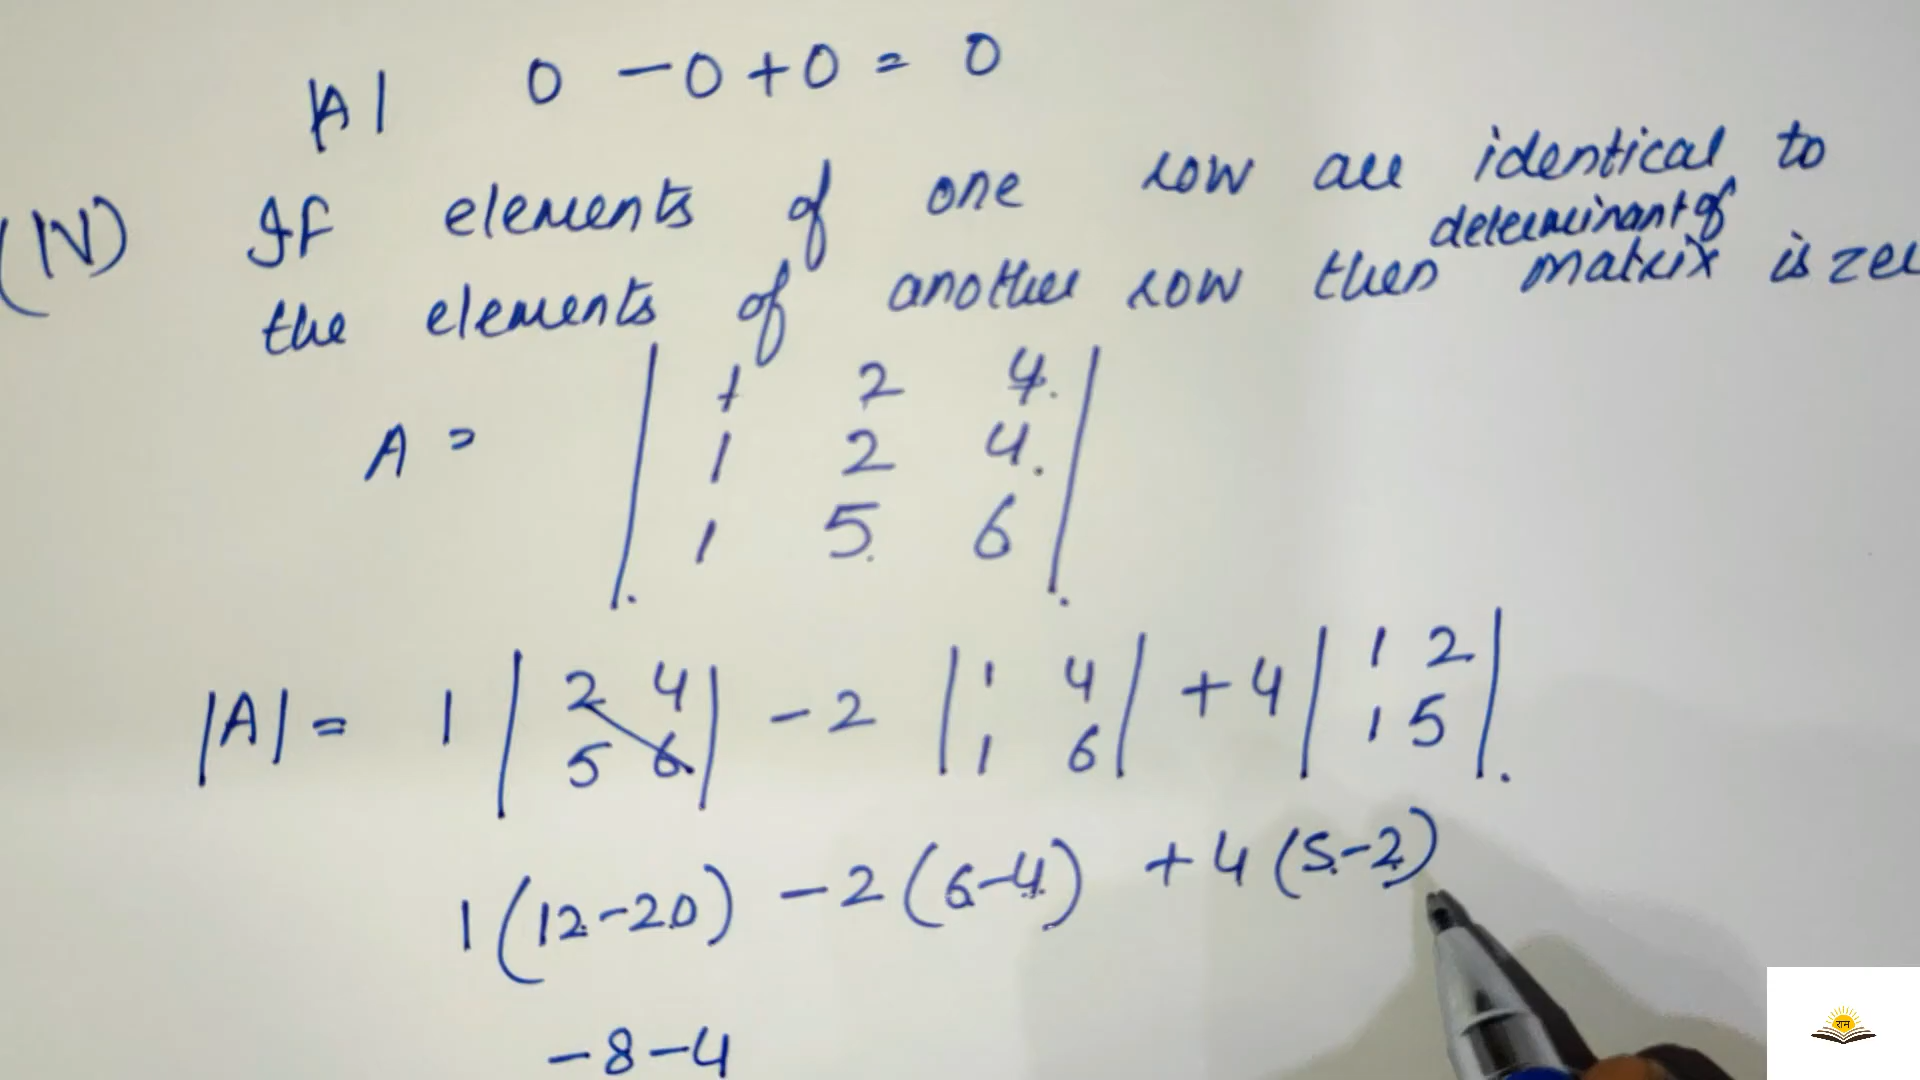 |A| 0 - 0 + 0 = 0
(IV) If elements of one row are identical to
determinant of
the elements of another row then matrix is zer
1 2 4
A = 1 2 4
1 5 6
|A| = 1 | 2 4 | - 2 | 1 4 | + 4 | 1 2 |
5 6 1 6 1 5
1 (12-20) - 2 (6-4) + 4 (5-2)
-8-4
राम